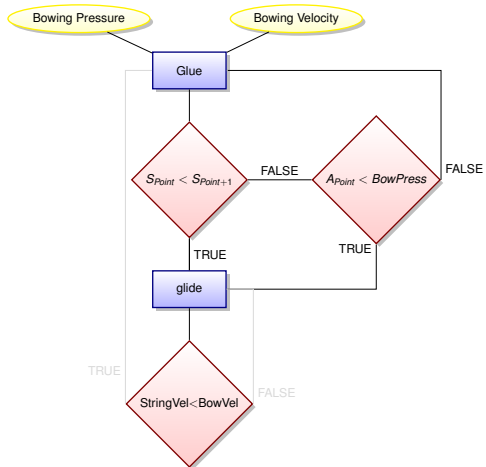 Bowing Pressure
Bowing Velocity
Glue
S_Point < S_Point+1
FALSE
A_Point < BowPress
FALSE
TRUE
TRUE
glide
TRUE
StringVel<BowVel
FALSE